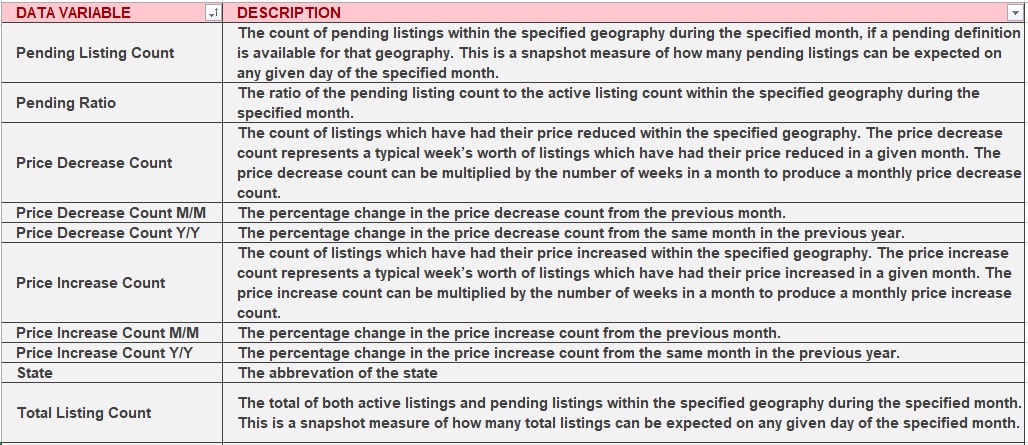 DATA VARIABLE
DESCRIPTION
Pending Listing Count
The count of pending listings within the specified geography during the specified month, if a pending definition
is available for that geography. This is a snapshot measure of how many pending listings can be expected on
any given day of the specified month.
Pending Ratio
The ratio of the pending listing count to the active listing count within the specified geography during the
specified month.
Price Decrease Count
The count of listings which have had their price reduced within the specified geography. The price decrease
count represents a typical week's worth of listings which have had their price reduced in a given month. The
price decrease count can be multiplied by the number of weeks in a month to produce a monthly price decrease
count.
Price Decrease Count M/M
The percentage change in the price decrease count from the previous month.
Price Decrease Count Y/Y
The percentage change in the price decrease count from the same month in the previous year.
Price Increase Count
The count of listings which have had their price increased within the specified geography. The price increase
count represents a typical week's worth of listings which have had their price increased in a given month. The
price increase count can be multiplied by the number of weeks in a month to produce a monthly price increase
count.
Price Increase Count M/M
The percentage change in the price increase count from the previous month.
Price Increase Count Y/Y
The percentage change in the price increase count from the same month in the previous year.
State
The abbrevation of the state
Total Listing Count
The total of both active listings and pending listings within the specified geography during the specified month.
This is a snapshot measure of how many total listings can be expected on any given day of the specified month.